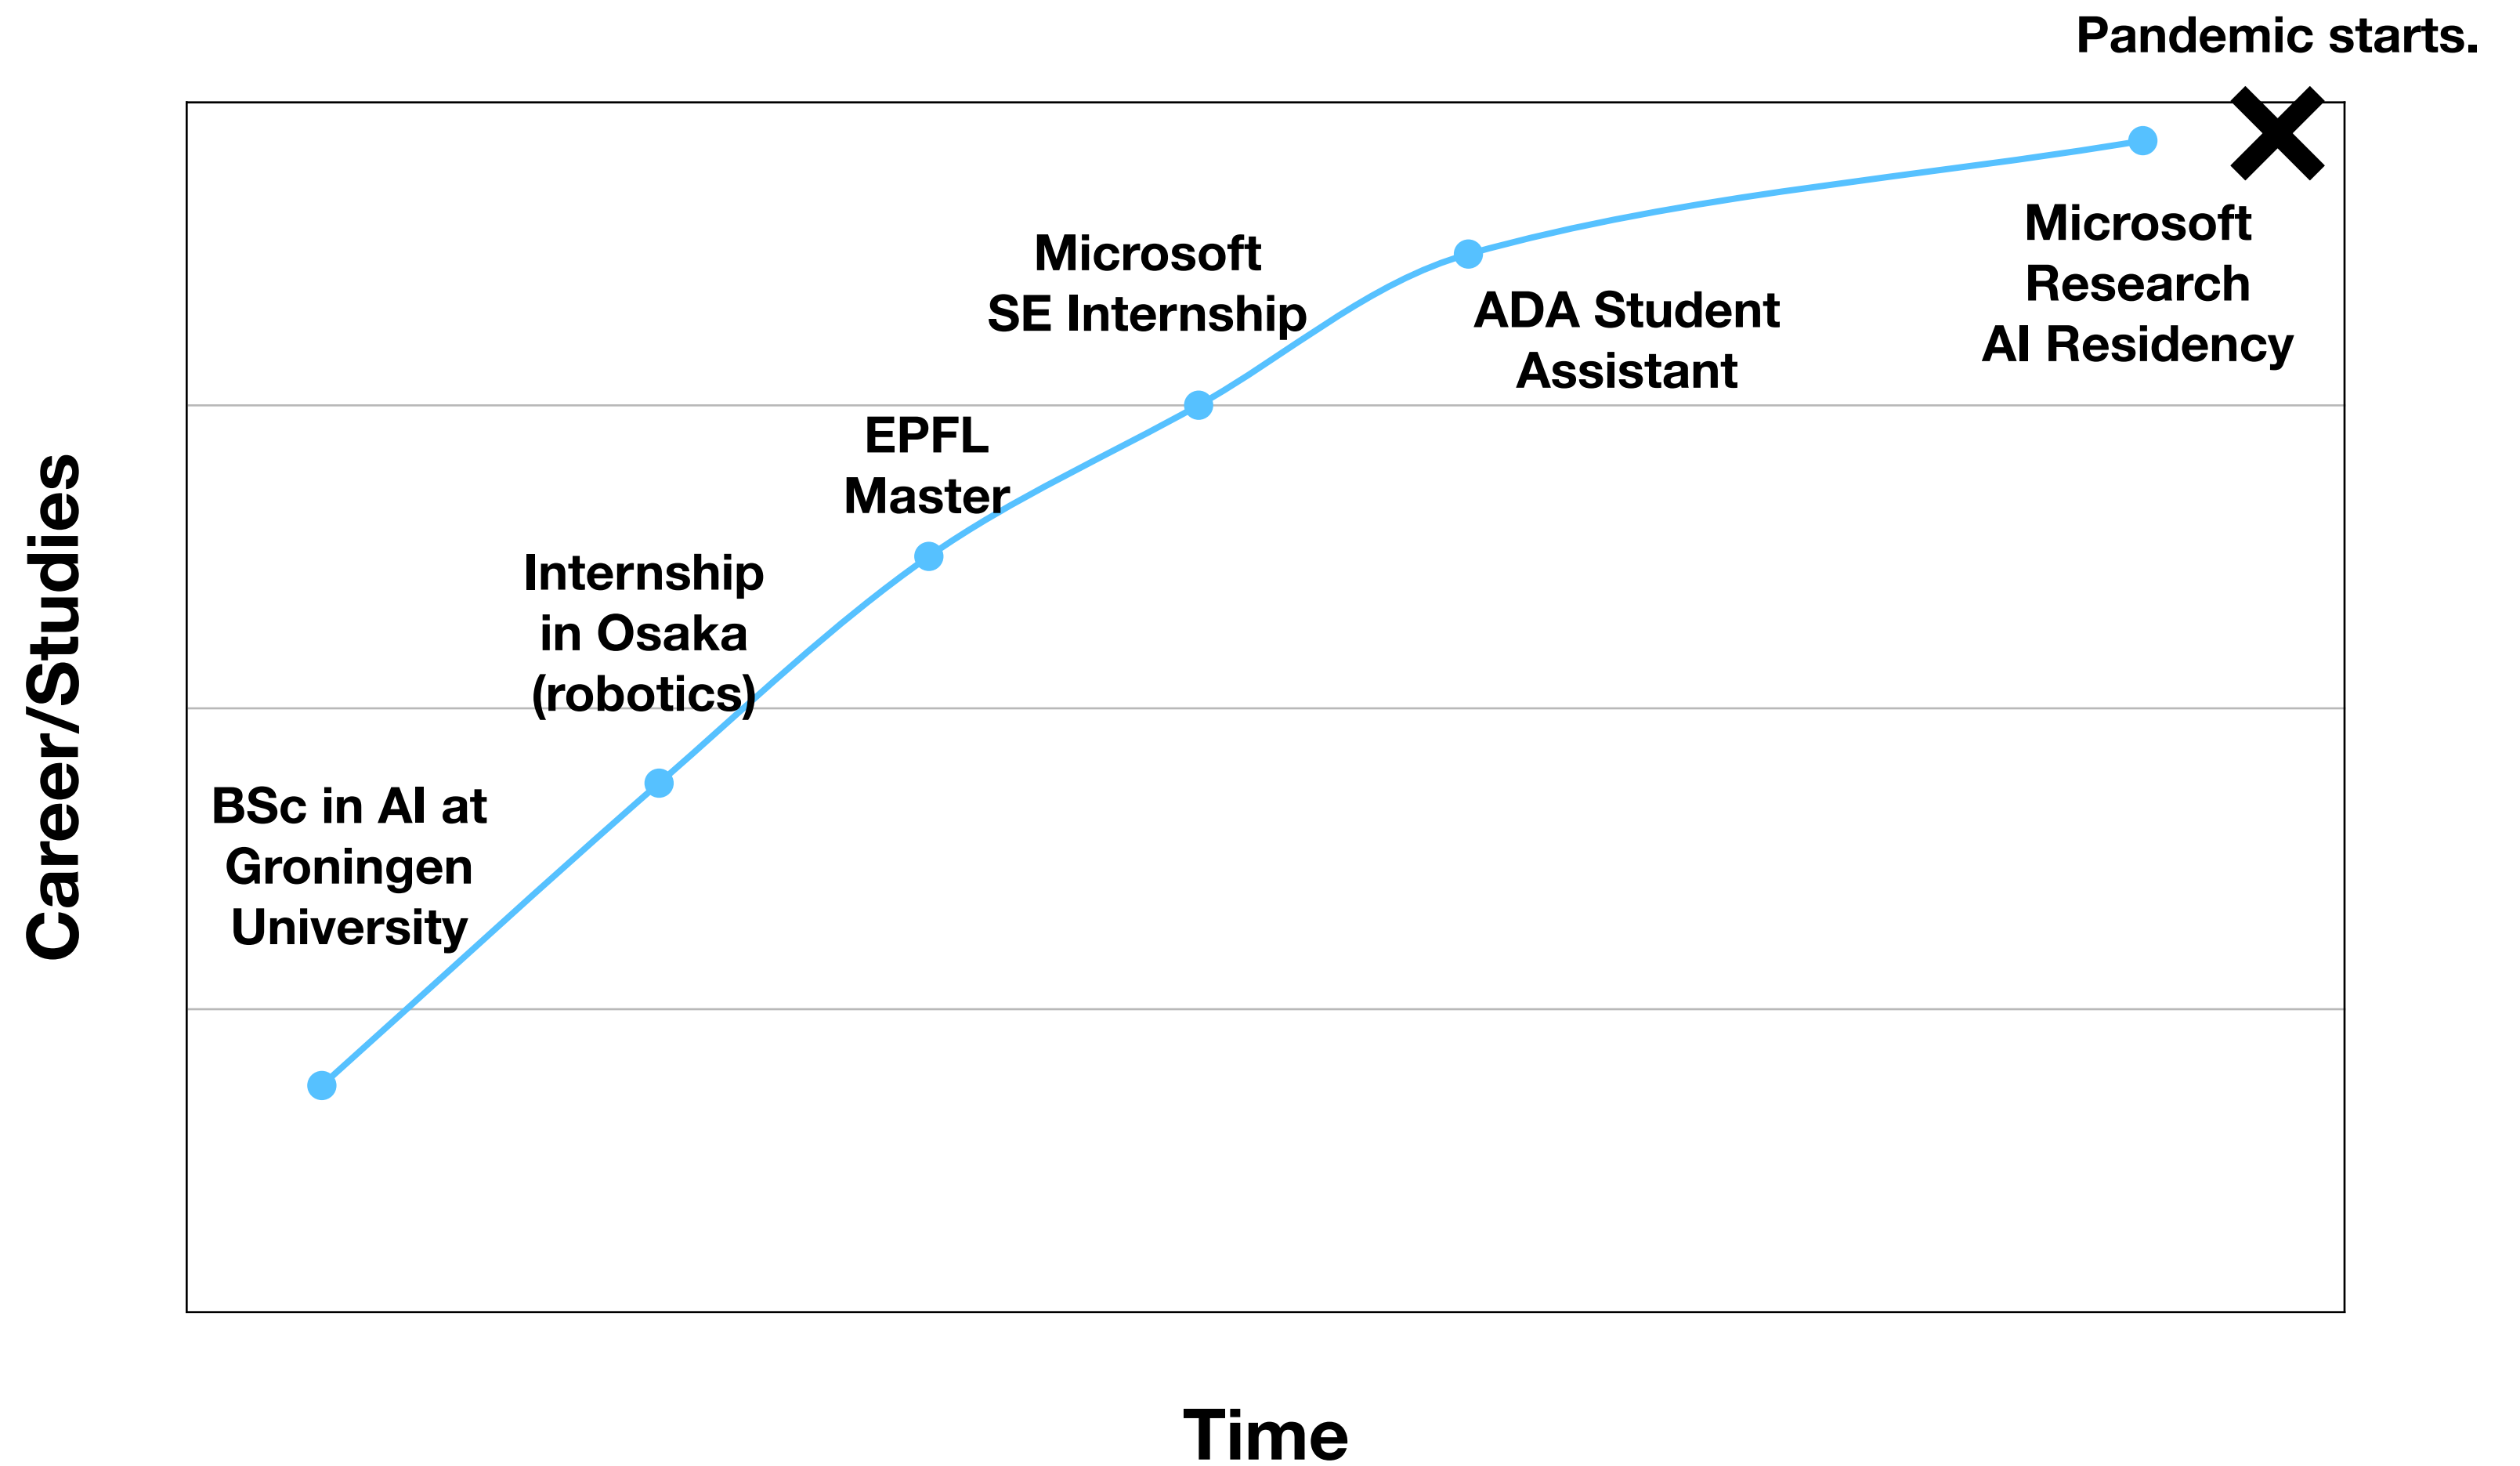 Pandemic starts.
Microsoft
SE Internship
ADA Student
Assistant
Microsoft
Research
AI Residency
EPFL
Master
Internship
in Osaka
(robotics)
BSc in AI at
Groningen
University
Career/Studies
Time